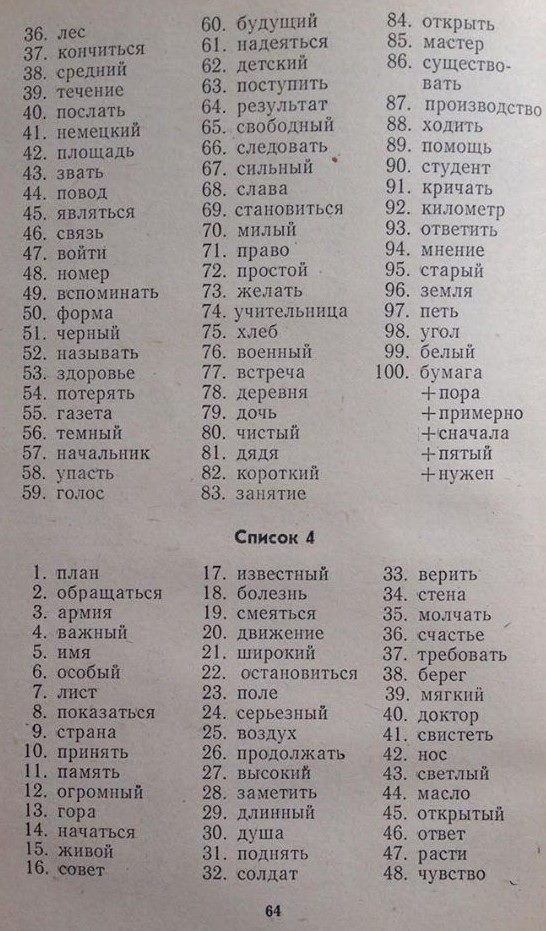 36. лес
37. кончиться
38. средний
39. течение
40. послать
41. немецкий
42. площадь
43. звать
44. повод
45. являться
46. связь
47. войти
48. номер
49. вспоминать
50. форма
51. черный
52. называть
53. здоровье
54. потерять
55. газета
56. темный
57. начальник
58. упасть
59. голос
60. будущий
61. надеяться
62. детский
63. поступить
64. результат
65. свободный
66. следовать
67. сильный
68. слава
69. становиться
70. милый
71. право
72. простой
73. желать
74. учительница
75. хлеб
76. военный
77. встреча
78. деревня
79. дочь
80. чистый
81. дядя
82. короткий
83. занятие
84. открыть
85. мастер
86. существо-
вать
87. производство
88. ходить
89. помощь
90. студент
91. кричать
92. километр
93. ответить
94. мнение
95. старый
96. земля
97. петь
98. угол
99. белый
100. бумага
+пора
+примерно
+сначала
+пятый
+нужен
Список 4
1. план
2. обращаться
3. армия
4. важный
5. имя
6. особый
7. лист
8. показаться
9. страна
10. принять
11. память
12. огромный
13. гора
14. начаться
15. живой
16. совет
17. известный
18. болезнь
19. смеяться
20. движение
21. широкий
22. остановиться
23. поле
24. серьезный
25. воздух
26. продолжать
27. высокий
28. заметить
29. длинный
30. душа
31. поднять
32. солдат
33. верить
34. стена
35. молчать
36. счастье
37. требовать
38. берег
39. мягкий
40. доктор
41. свистеть
42. нос
43. светлый
44. масло
45. открытый
46. ответ
47. расти
48. чувство
64